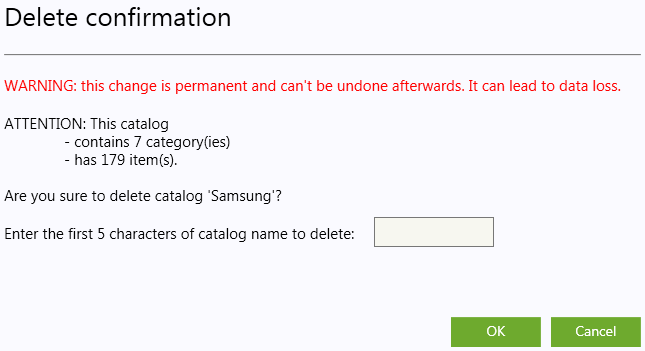 Delete confirmation
WARNING: this change is permanent and can't be undone afterwards. It can lead to data loss.
ATTENTION: This catalog
- contains 7 category(ies)
- has 179 item(s).
Are you sure to delete catalog 'Samsung'?
Enter the first 5 characters of catalog name to delete:
OK Cancel